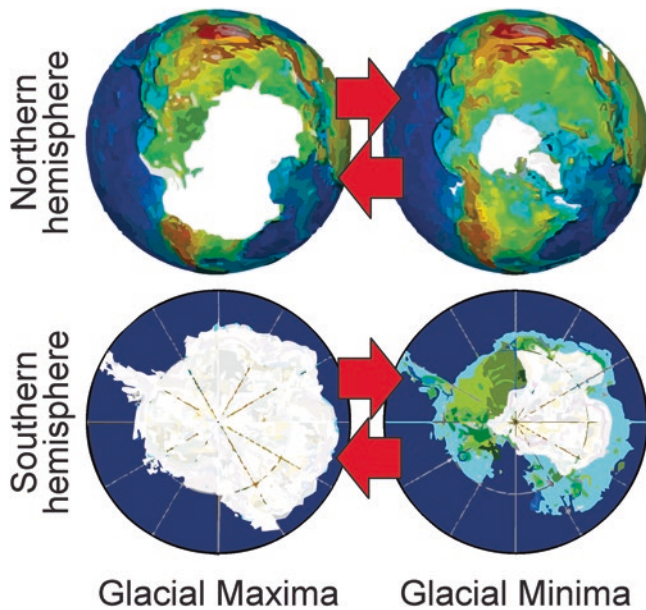 Northern
hemisphere
Southern
hemisphere
Glacial Maxima
Glacial Minima